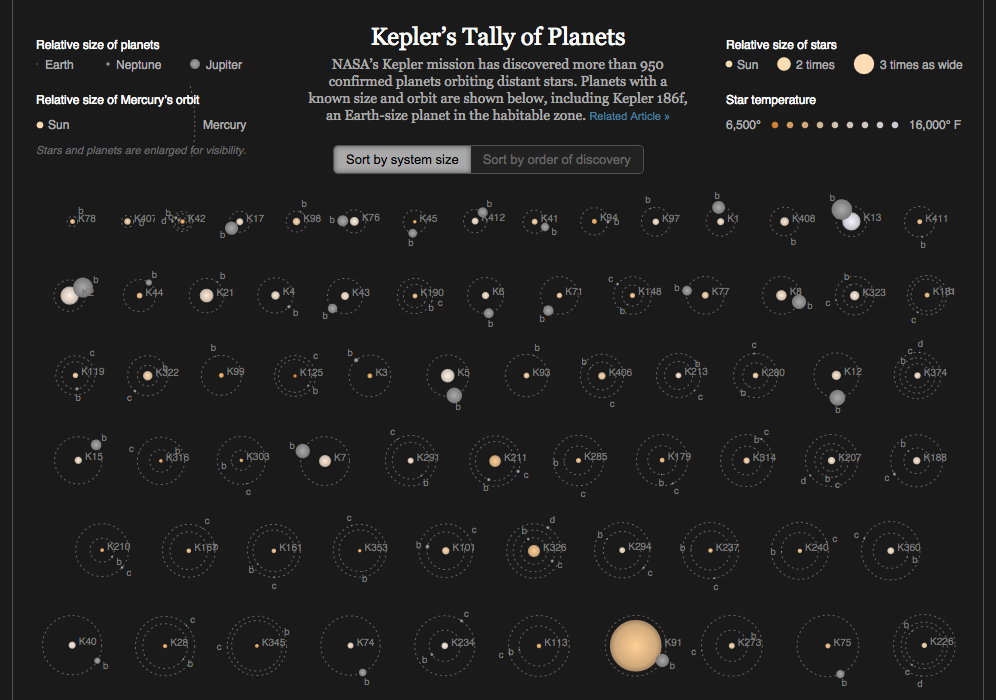 Kepler’s Tally of Planets
NASA’s Kepler mission has discovered more than 950
confirmed planets orbiting distant stars. Planets with a
known size and orbit are shown below, including Kepler 186f,
an Earth-size planet in the habitable zone. Related Article »
Relative size of planets
Earth Neptune Jupiter
Relative size of Mercury’s orbit
Sun Mercury
Stars and planets are enlarged for visibility.
Relative size of stars
Sun 2 times 3 times as wide
Star temperature
6,500° 16,000° F
Sort by system size Sort by order of discovery
b b b b b
K78 K407 b d K42 K17 K98 b K76 K45 K412 K41 K94 b K97 K1 K408 K13 K411
b b b b b
b b b c b
b K44 K21 K4 K43 K190 K6 K71 K148 b K77 K8 b c K323 K181
b b b c b b b c
c b b c b c b c d
K119 K322 K99 K125 K3 K5 K93 K406 K213 K280 K12 b c K374
b c b b c c b b
b c b c b c b
K15 K316 K303 K7 K291 K211 b K285 K179 K314 K207 K188
b c b b c c b c d b c c
c c c b d b c c
K210 K167 K161 K353 b K101 K326 K294 b K237 b K240 K360
b c b c b c c c b
c b c b b
K40 K28 c K345 K74 K234 c b K113 K91 c K273 K75 K226
b b b b b b c d